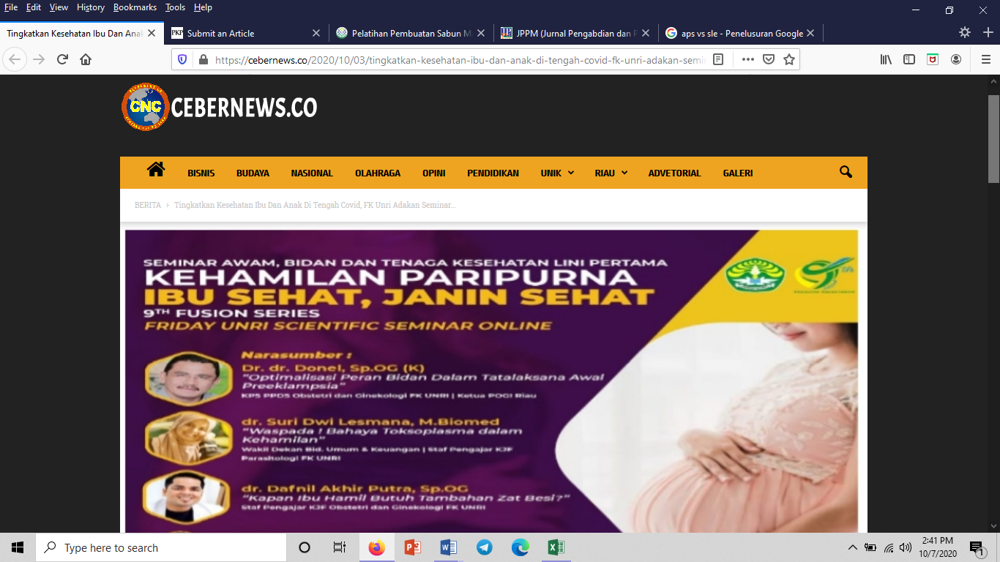 File Edit View History Bookmarks Tools Help
Tingkatkan Kesehatan Ibu Dan Ana
PKP Submit an Article
Pelatihan Pembuatan Sabun M
JPPM (Jurnal Pengabdian dan P
aps vs sle - Penelusuran Google
https://cebernews.co/2020/10/03/tingkatkan-kesehatan-ibu-dan-anak-di-tengah-covid-fk-unri-adakan-semin
CNC
CEBERNEWS.CO
BISNIS BUDAYA NASIONAL OLAHRAGA OPINI PENDIDIKAN UNIK RIAU ADVETORIAL GALERI
BERITA › Tingkatkan Kesehatan Ibu Dan Anak Di Tengah Covid, FK Unri Adakan Seminar...
SEMINAR AWAM, BIDAN DAN TENAGA KESEHATAN LINI PERTAMA
KEHAMILAN PARIPURNA
IBU SEHAT, JANIN SEHAT
9TH FUSION SERIES
FRIDAY UNRI SCIENTIFIC SEMINAR ONLINE
9th
Narasumber :
Dr. dr. Donel, Sp.OG (K)
"Optimalisasi Peran Bidan Dalam Tatalaksana Awal
Preeklampsia"
KPS PPDS Obstetri dan Ginekologi FK UNRI | Ketua POGI Riau
dr. Suri Dwi Lesmana, M.Biomed
"Waspada ! Bahaya Toksoplasma dalam
Kehamilan"
Wakil Dekan Bid. Umum & Keuangan | Staf Pengajar KJF
Parasitologi FK UNRI
dr. Dafnil Akhir Putra, Sp.OG
"Kapan Ibu Hamil Butuh Tambahan Zat Besi?"
Staf Pengajar KJF Obstetri dan Ginekologi FK UNRI
Type here to search
2:41 PM
10/7/2020
1